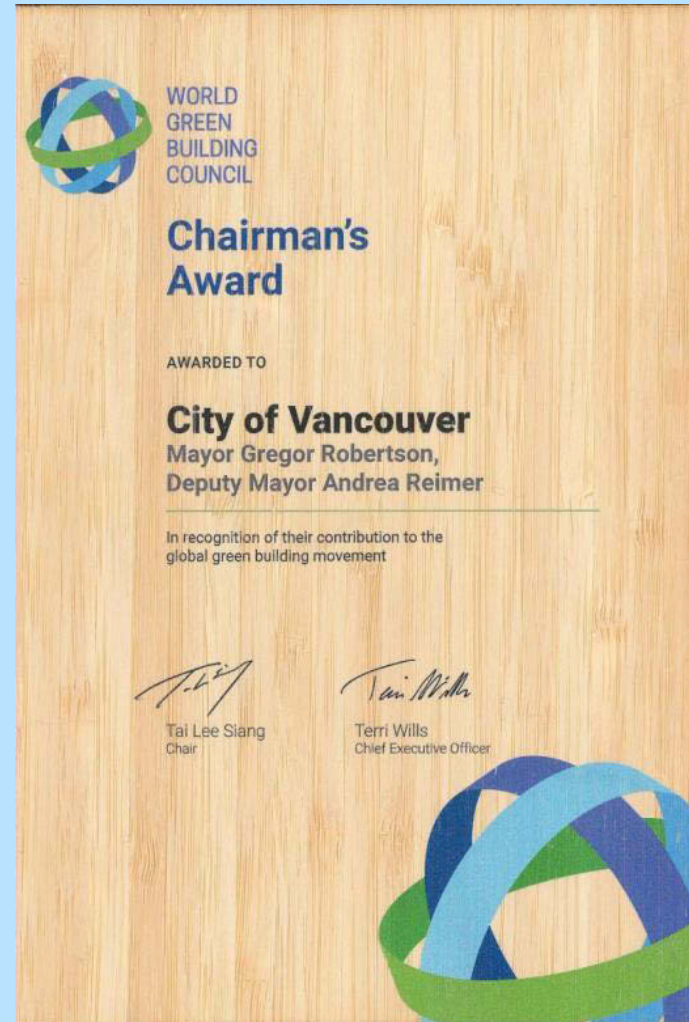 WORLD
GREEN
BUILDING
COUNCIL
Chairman's
Award
AWARDED TO
City of Vancouver
Mayor Gregor Robertson,
Deputy Mayor Andrea Reimer
In recognition of their contribution to the
global green building movement
Tai Lee Siang
Chair
Terri Wills
Chief Executive Officer